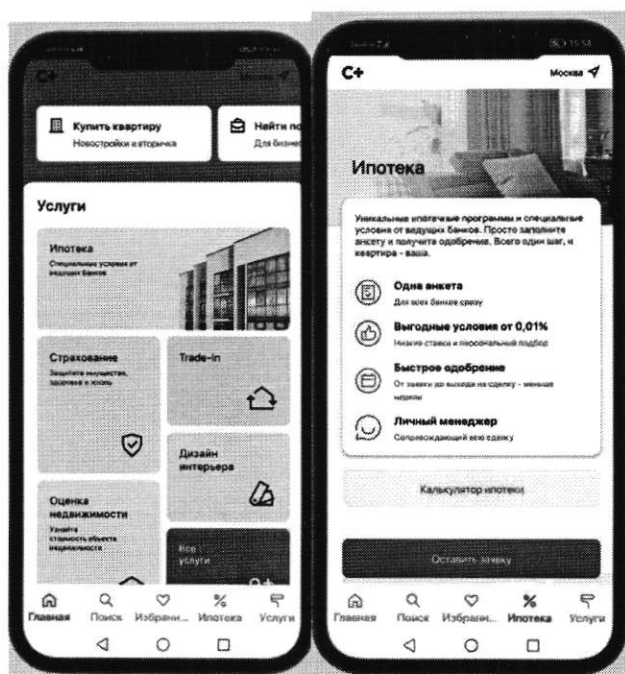 C+
Москва
Купить квартиру
Новостройки и вторичка
Найти по
Для бизне
Услуги
Ипотека
Специальные условия от
ведущих банков
Страхование
Защитите имущество,
здоровье и жизнь
Trade-in
Дизайн
интерьера
Оценка
недвижимости
Узнайте
стоимость объекта
недвижимости
Все
услуги
Главная
Поиск
Избранн...
Ипотека
Услуги
15:58
C+
Москва
Ипотека
Уникальные ипотечные программы и специальные
условия от ведущих банков. Просто заполните
анкету и получите одобрение. Всего один шаг, и
квартира - ваша.
Одна анкета
Для всех банков сразу
Выгодные условия от 0,01%
Низкие ставки и персональный подбор
Быстрое одобрение
От заявки до выхода на сделку - меньше
недели
Личный менеджер
Сопровождающий всю сделку
Калькулятор ипотеки
Оставить заявку
Главная
Поиск
Избранн...
Ипотека
Услуги